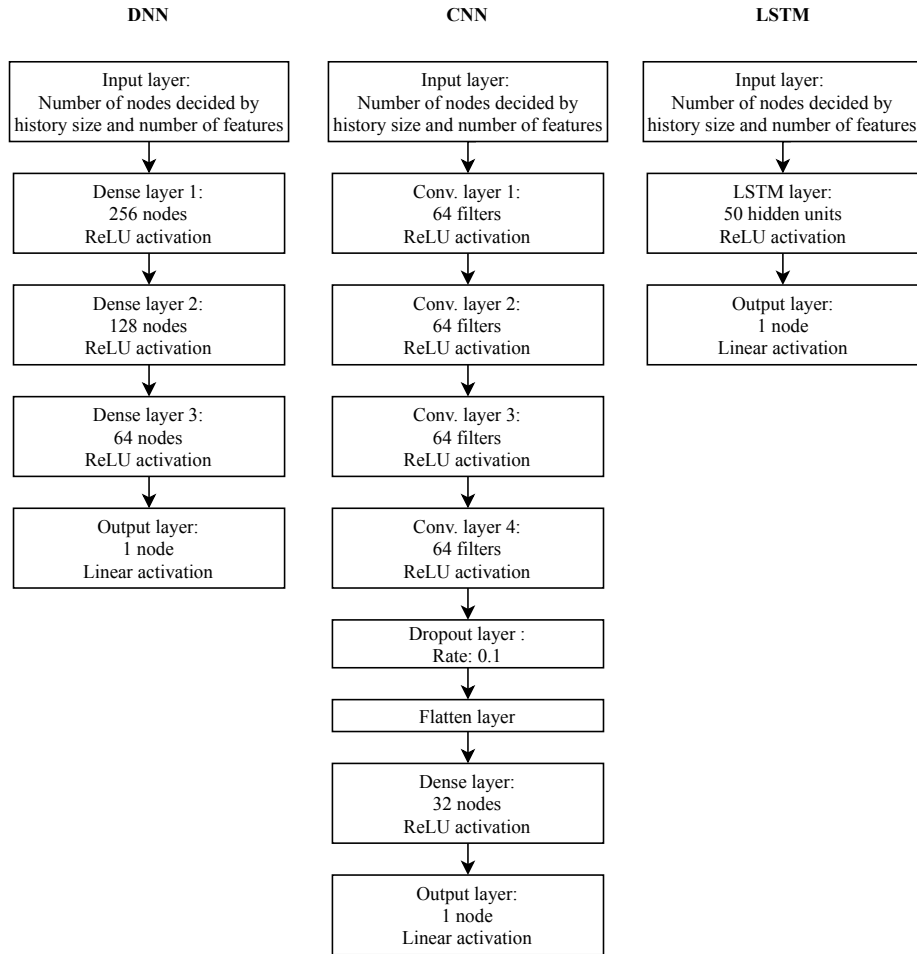 DNN
Input layer:
Number of nodes decided by
history size and number of features
Dense layer 1:
256 nodes
ReLU activation
Dense layer 2:
128 nodes
ReLU activation
Dense layer 3:
64 nodes
ReLU activation
Output layer:
1 node
Linear activation
CNN
Input layer:
Number of nodes decided by
history size and number of features
Conv. layer 1:
64 filters
ReLU activation
Conv. layer 2:
64 filters
ReLU activation
Conv. layer 3:
64 filters
ReLU activation
Conv. layer 4:
64 filters
ReLU activation
Dropout layer :
Rate: 0.1
Flatten layer
Dense layer:
32 nodes
ReLU activation
Output layer:
1 node
Linear activation
LSTM
Input layer:
Number of nodes decided by
history size and number of features
LSTM layer:
50 hidden units
ReLU activation
Output layer:
1 node
Linear activation